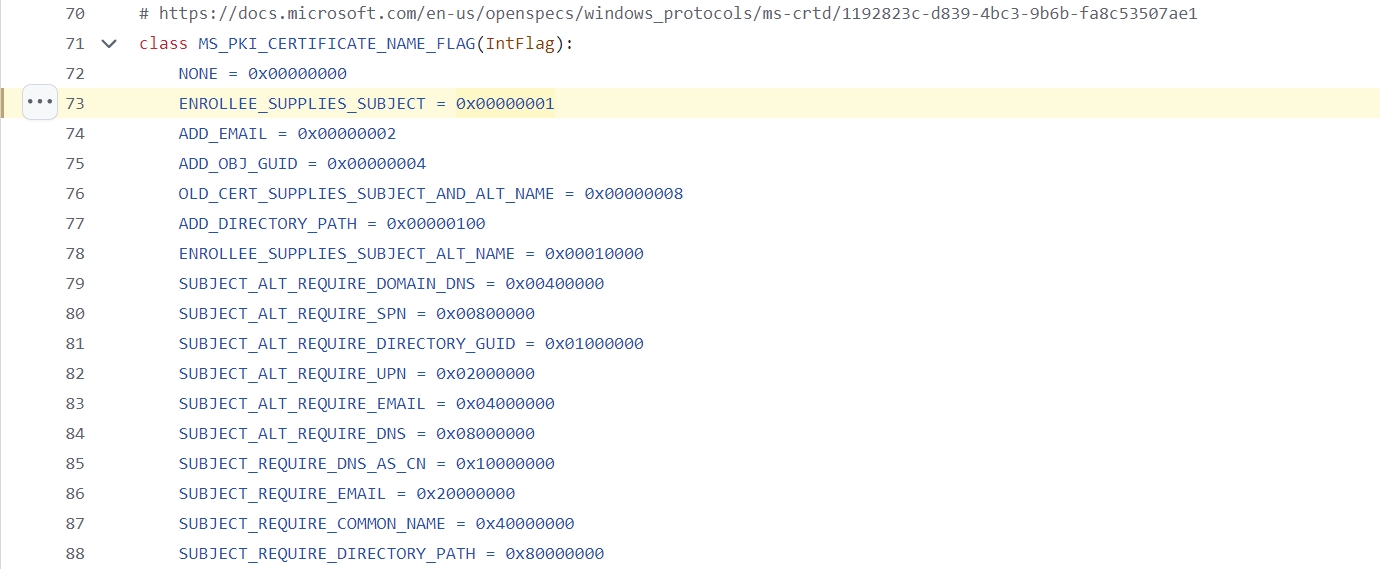 70 # https://docs.microsoft.com/en-us/openspecs/windows_protocols/ms-crtd/1192823c-d839-4bc3-9b6b-fa8c53507ae1
71 class MS_PKI_CERTIFICATE_NAME_FLAG(IntFlag):
72 NONE = 0x00000000
73 ENROLLEE_SUPPLIES_SUBJECT = 0x00000001
74 ADD_EMAIL = 0x00000002
75 ADD_OBJ_GUID = 0x00000004
76 OLD_CERT_SUPPLIES_SUBJECT_AND_ALT_NAME = 0x00000008
77 ADD_DIRECTORY_PATH = 0x00000100
78 ENROLLEE_SUPPLIES_SUBJECT_ALT_NAME = 0x00010000
79 SUBJECT_ALT_REQUIRE_DOMAIN_DNS = 0x00400000
80 SUBJECT_ALT_REQUIRE_SPN = 0x00800000
81 SUBJECT_ALT_REQUIRE_DIRECTORY_GUID = 0x01000000
82 SUBJECT_ALT_REQUIRE_UPN = 0x02000000
83 SUBJECT_ALT_REQUIRE_EMAIL = 0x04000000
84 SUBJECT_ALT_REQUIRE_DNS = 0x08000000
85 SUBJECT_REQUIRE_DNS_AS_CN = 0x10000000
86 SUBJECT_REQUIRE_EMAIL = 0x20000000
87 SUBJECT_REQUIRE_COMMON_NAME = 0x40000000
88 SUBJECT_REQUIRE_DIRECTORY_PATH = 0x80000000